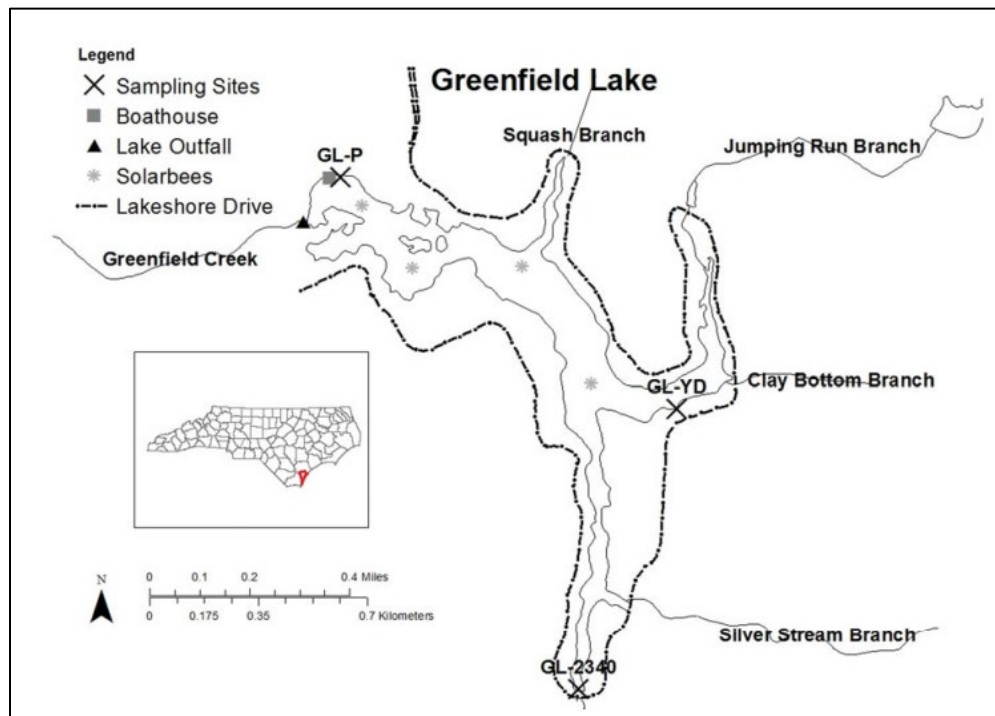 Legend
Sampling Sites
Boathouse
Lake Outfall
Solarbees
Lakeshore Drive
Greenfield Lake
Squash Branch
Jumping Run Branch
GL-P
Greenfield Creek
GL-YD
Clay Bottom Branch
N
0 0.1 0.2 0.4 Miles
0 0.175 0.35 0.7 Kilometers
Silver Stream Branch
GL-2340